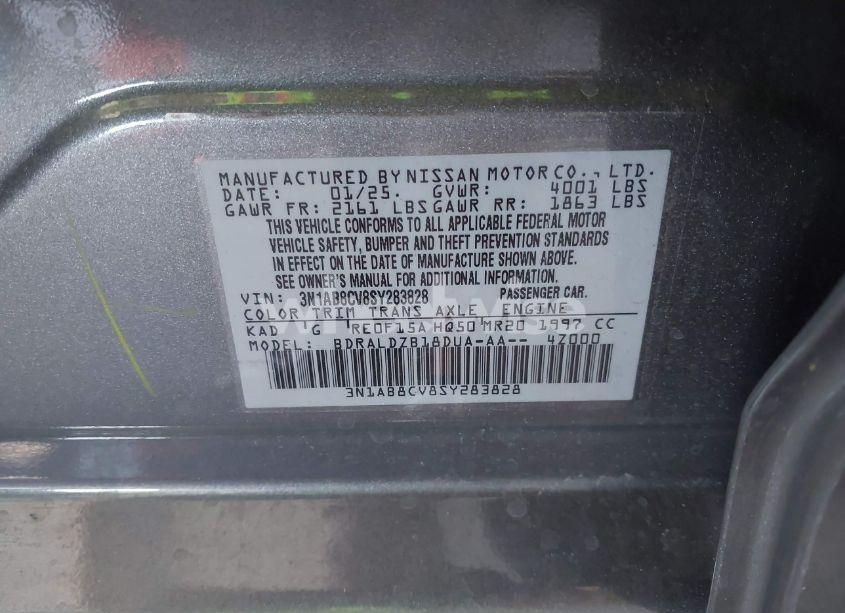 MANUFACTURED BY NISSAN MOTOR CO., LTD.
DATE: 01/25. GVWR: 4001 LBS
GAWR FR: 2161 LBS GAWR RR: 1863 LBS
THIS VEHICLE CONFORMS TO ALL APPLICABLE FEDERAL MOTOR
VEHICLE SAFETY, BUMPER AND THEFT PREVENTION STANDARDS
IN EFFECT ON THE DATE OF MANUFACTURE SHOWN ABOVE.
SEE OWNER'S MANUAL FOR ADDITIONAL INFORMATION.
VIN: 3N1AB8CV8SY283828 PASSENGER CAR.
COLOR TRIM TRANS AXLE ENGINE
KAD G RE0F15A HQ50 MR20 1997 CC
MODEL: BDRALDZB18DUA-AA-- 4Z000
3N1AB8CV8SY283828